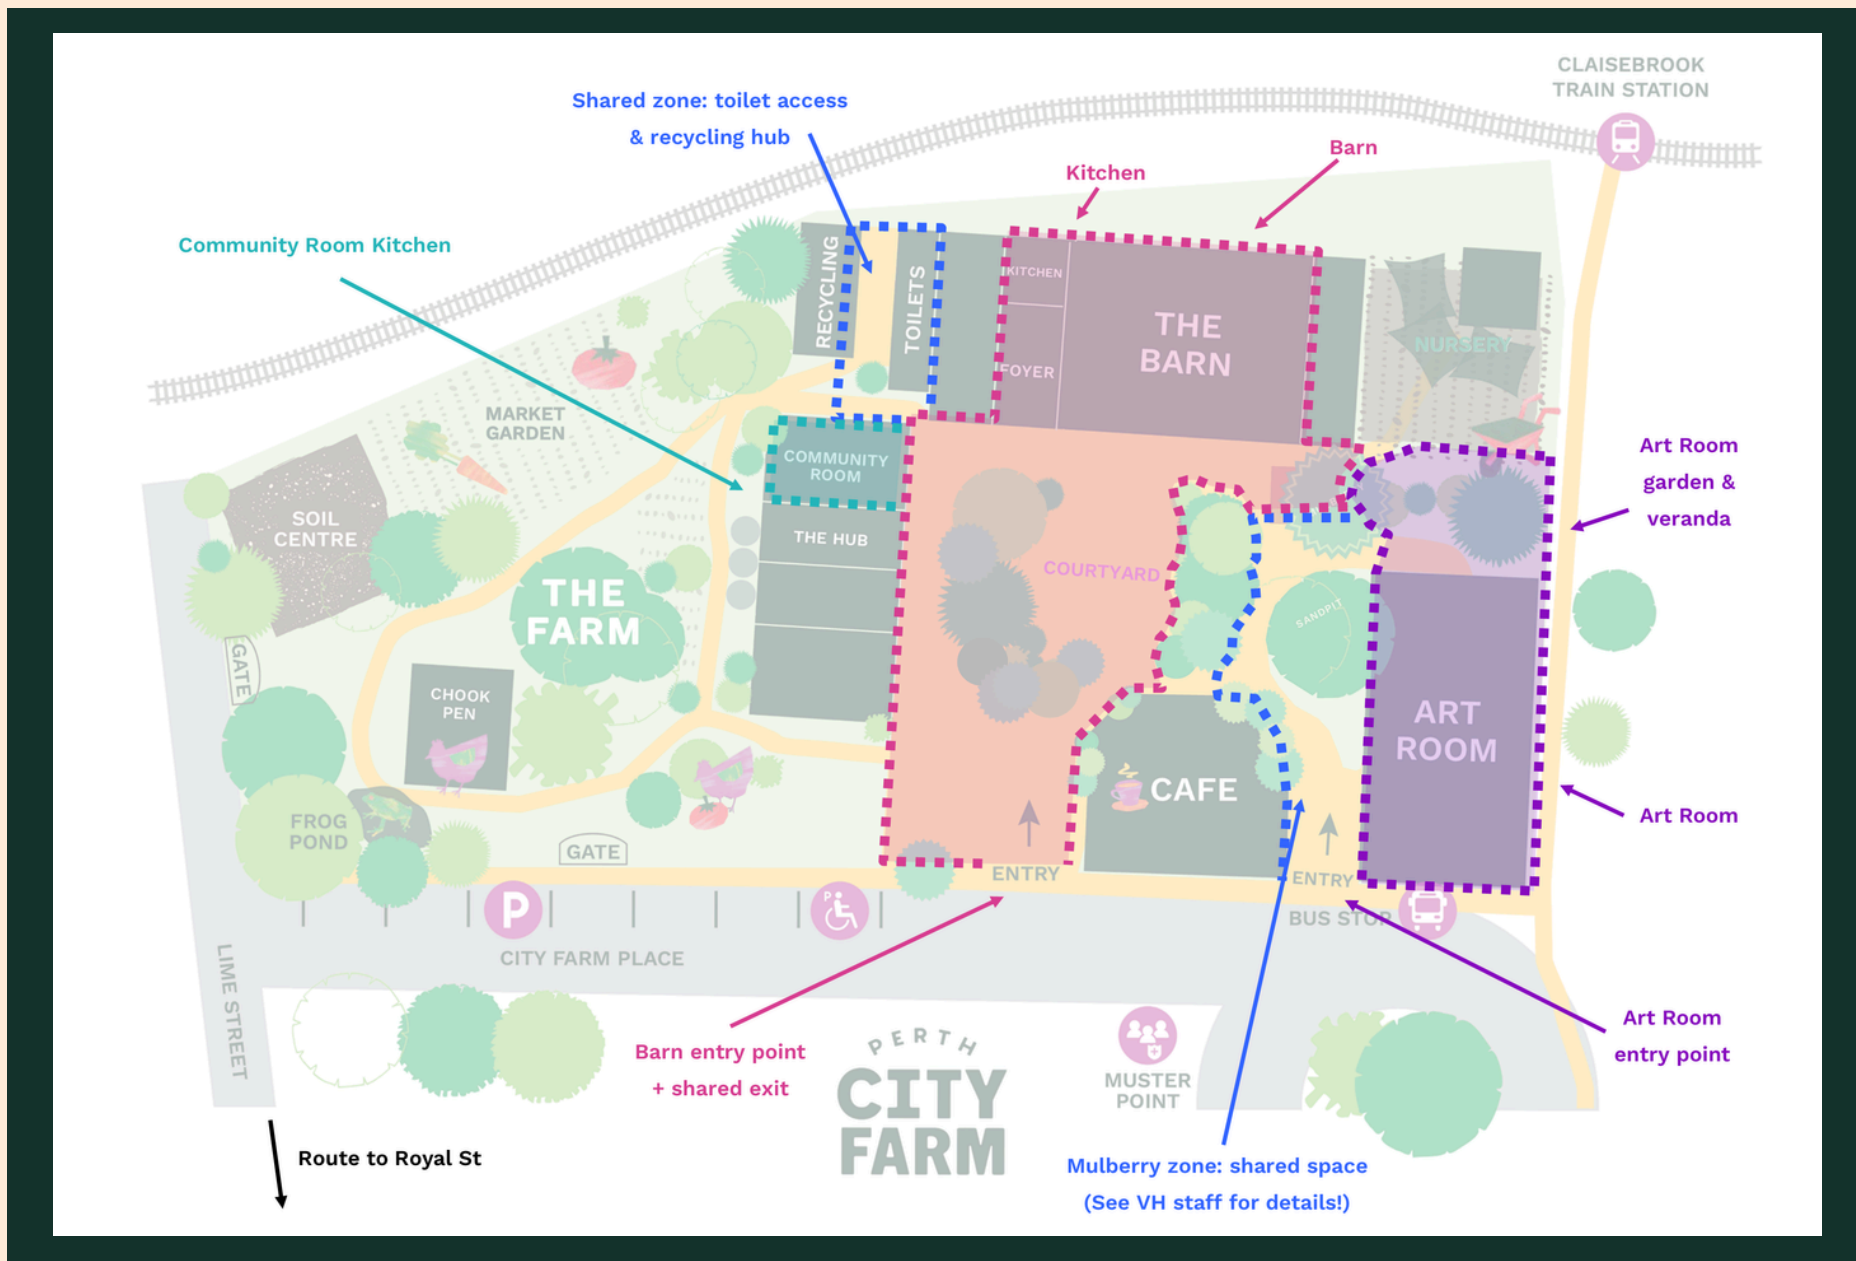 CLAISEBROOK
TRAIN STATION
Shared zone: toilet access
& recycling hub
Barn
Kitchen
Community Room Kitchen
RECYCLING
TOILETS
KITCHEN
FOYER
THE
BARN
NURSERY
MARKET
GARDEN
COMMUNITY
ROOM
Art Room
garden &
veranda
SOIL
CENTRE
THE HUB
COURTYARD
THE
FARM
SANDPIT
GATE
CHOOK
PEN
ART
ROOM
CAFE
Art Room
FROG
POND
GATE
ENTRY
ENTRY
P
P
BUS STOP
CITY FARM PLACE
LIME STREET
Art Room
entry point
Barn entry point
+ shared exit
PERTH
CITY
FARM
MUSTER
POINT
Route to Royal St
Mulberry zone: shared space
(See VH staff for details!)